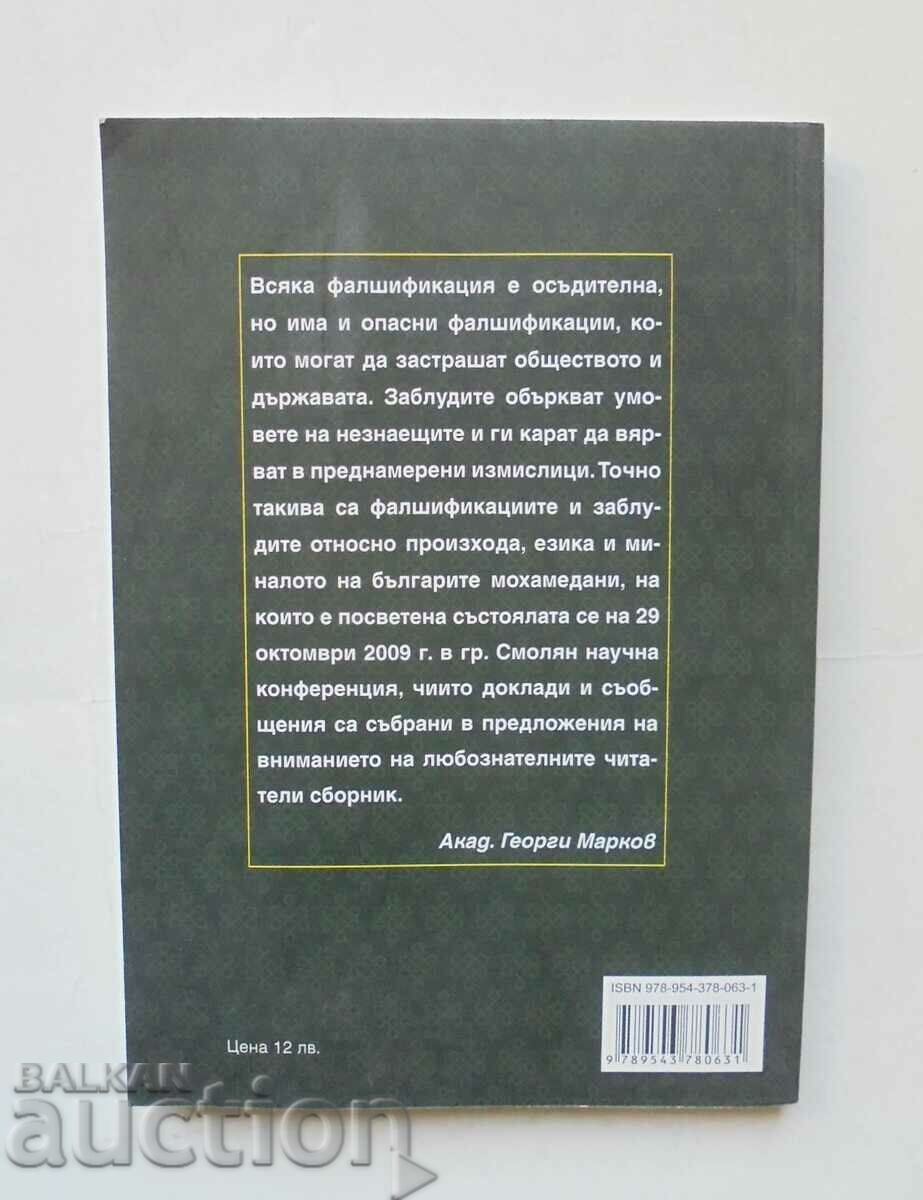 Всяка фалшификация е осъдителна,
но има и опасни фалшификации, ко-
ито могат да застрашат обществото и
държавата. Заблудите объркват умо-
вете на незнаещите и ги карат да вяр-
ват в преднамерени измислици. Точно
такива са фалшификациите и заблу-
дите относно произхода, езика и ми-
налото на българите мохамедани, на
които е посветена състоялата се на 29
октомври 2009 г. в гр. Смолян научна
конференция, чиито доклади и съоб-
щения са събрани в предложения на
вниманието на любознателните чита-
тели сборник.
Акад. Георги Марков
ISBN 978-954-378-063-1
9 789543 780631
Цена 12 лв.
BALKAN
auction